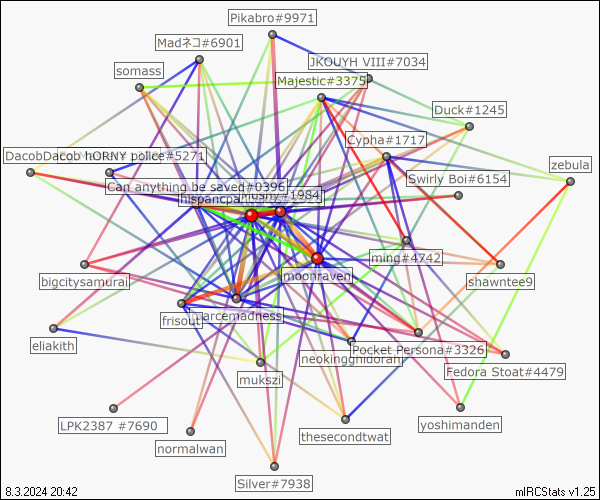 Pikabro#9971
Madネコ#6901
JKOUYH VIII#7034
somass
Majestic#3375
Duck#1245
Cypha#1717
DacobDacob
hORNY police#5271
zebula
Can anything be saved#0396
Swirly Boi#6154
hispancpa
#1984
ming#4742
moonraven
bigcitysamurai
shawntee9
frisout
arcemadness
eliakith
Pocket Persona#3326
neokingghidorah
Fedora Stoat#4479
mukszi
LPK2387 #7690
thesecondtwat
yoshimanden
normalwan
Silver#7938
8.3.2024 20:42
mIRCStats v1.25